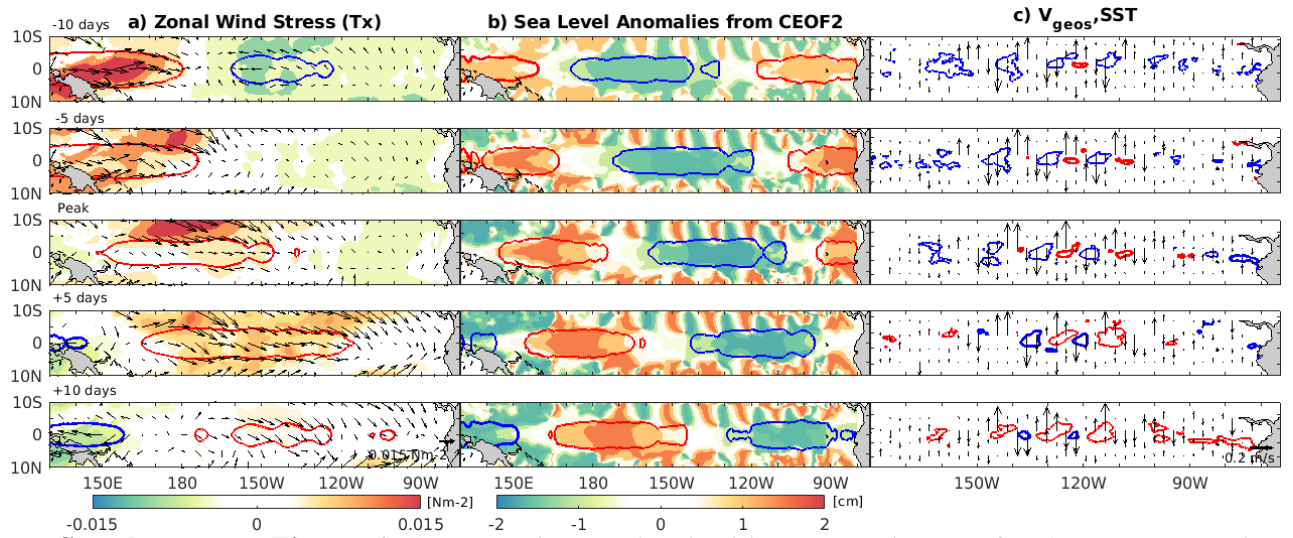 a) Zonal Wind Stress (Tx)
b) Sea Level Anomalies from CEOF2
c) Vgeos,SST
-10 days
10S
0
10N
-5 days
10S
0
10N
Peak
10S
0
10N
+5 days
10S
0
10N
+10 days
10S
0
10N
0.015 Nm-2
0.2 m/s
150E 180 150W 120W 90W
150E 180 150W 120W 90W
150W 120W 90W
[Nm-2]
-0.015 0 0.015
[cm]
-2 -1 0 1 2